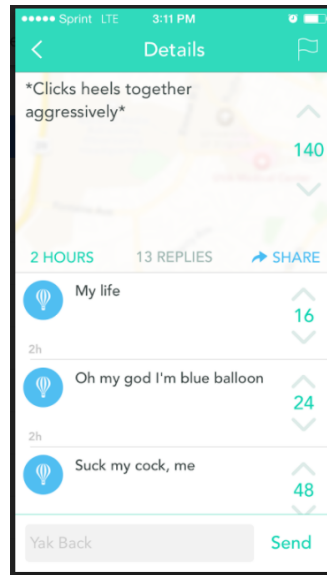 Sprint LTE 3:11 PM
Details
*Clicks heels together
aggressively*
140
2 HOURS 13 REPLIES SHARE
My life
16
2h
Oh my god I'm blue balloon
24
2h
Suck my cock, me
48
Yak Back Send